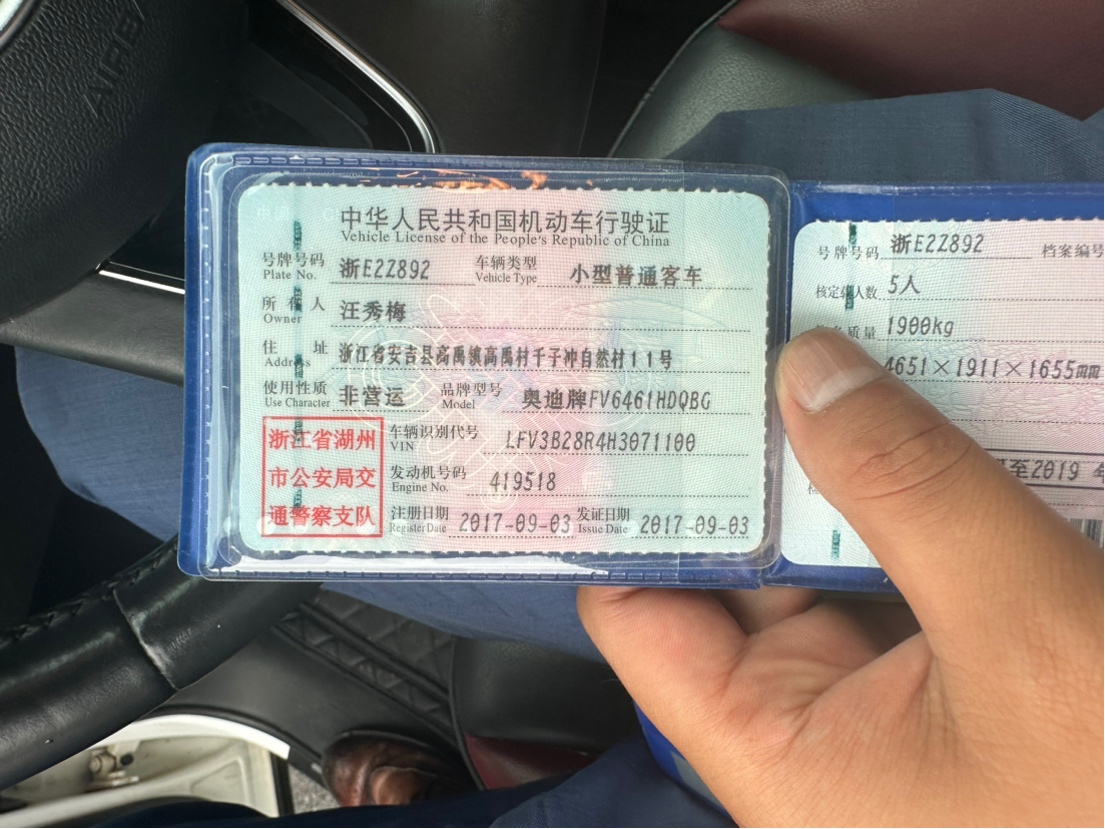 AIRB
中华人民共和国机动车行驶证
Vehicle License of the People's Republic of China
号牌号码 浙E2Z892 车辆类型 小型普通客车
Plate No. Vehicle Type
所有人 汪秀梅
Owner
住址 浙江省安吉县高禹镇高禹村千子冲自然村11号
Address
使用性质 非营运 品牌型号 奥迪牌FV6461HDQBG
Use Character Model
浙江省湖州
市公安局交
通警察支队
车辆识别代号 LFV3B28R4H3071100
VIN
发动机号码 419518
Engine No.
注册日期 2017-09-03 发证日期 2017-09-03
Register Date Issue Date
号牌号码 浙E2Z892 档案编号
核定载人数 5人
质量 1900kg
4651×1911×1655mm
至2019年